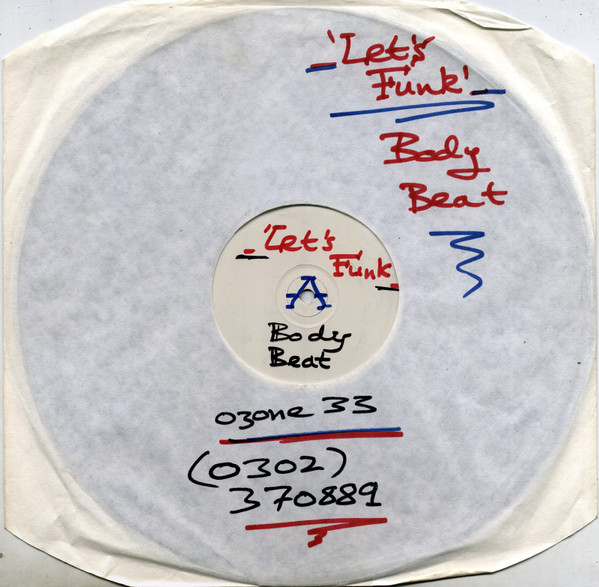 'Let's
Funk'
Body
Beat
'Let's
Funk
A
Body
Beat
ozone 33
(0302)
370889